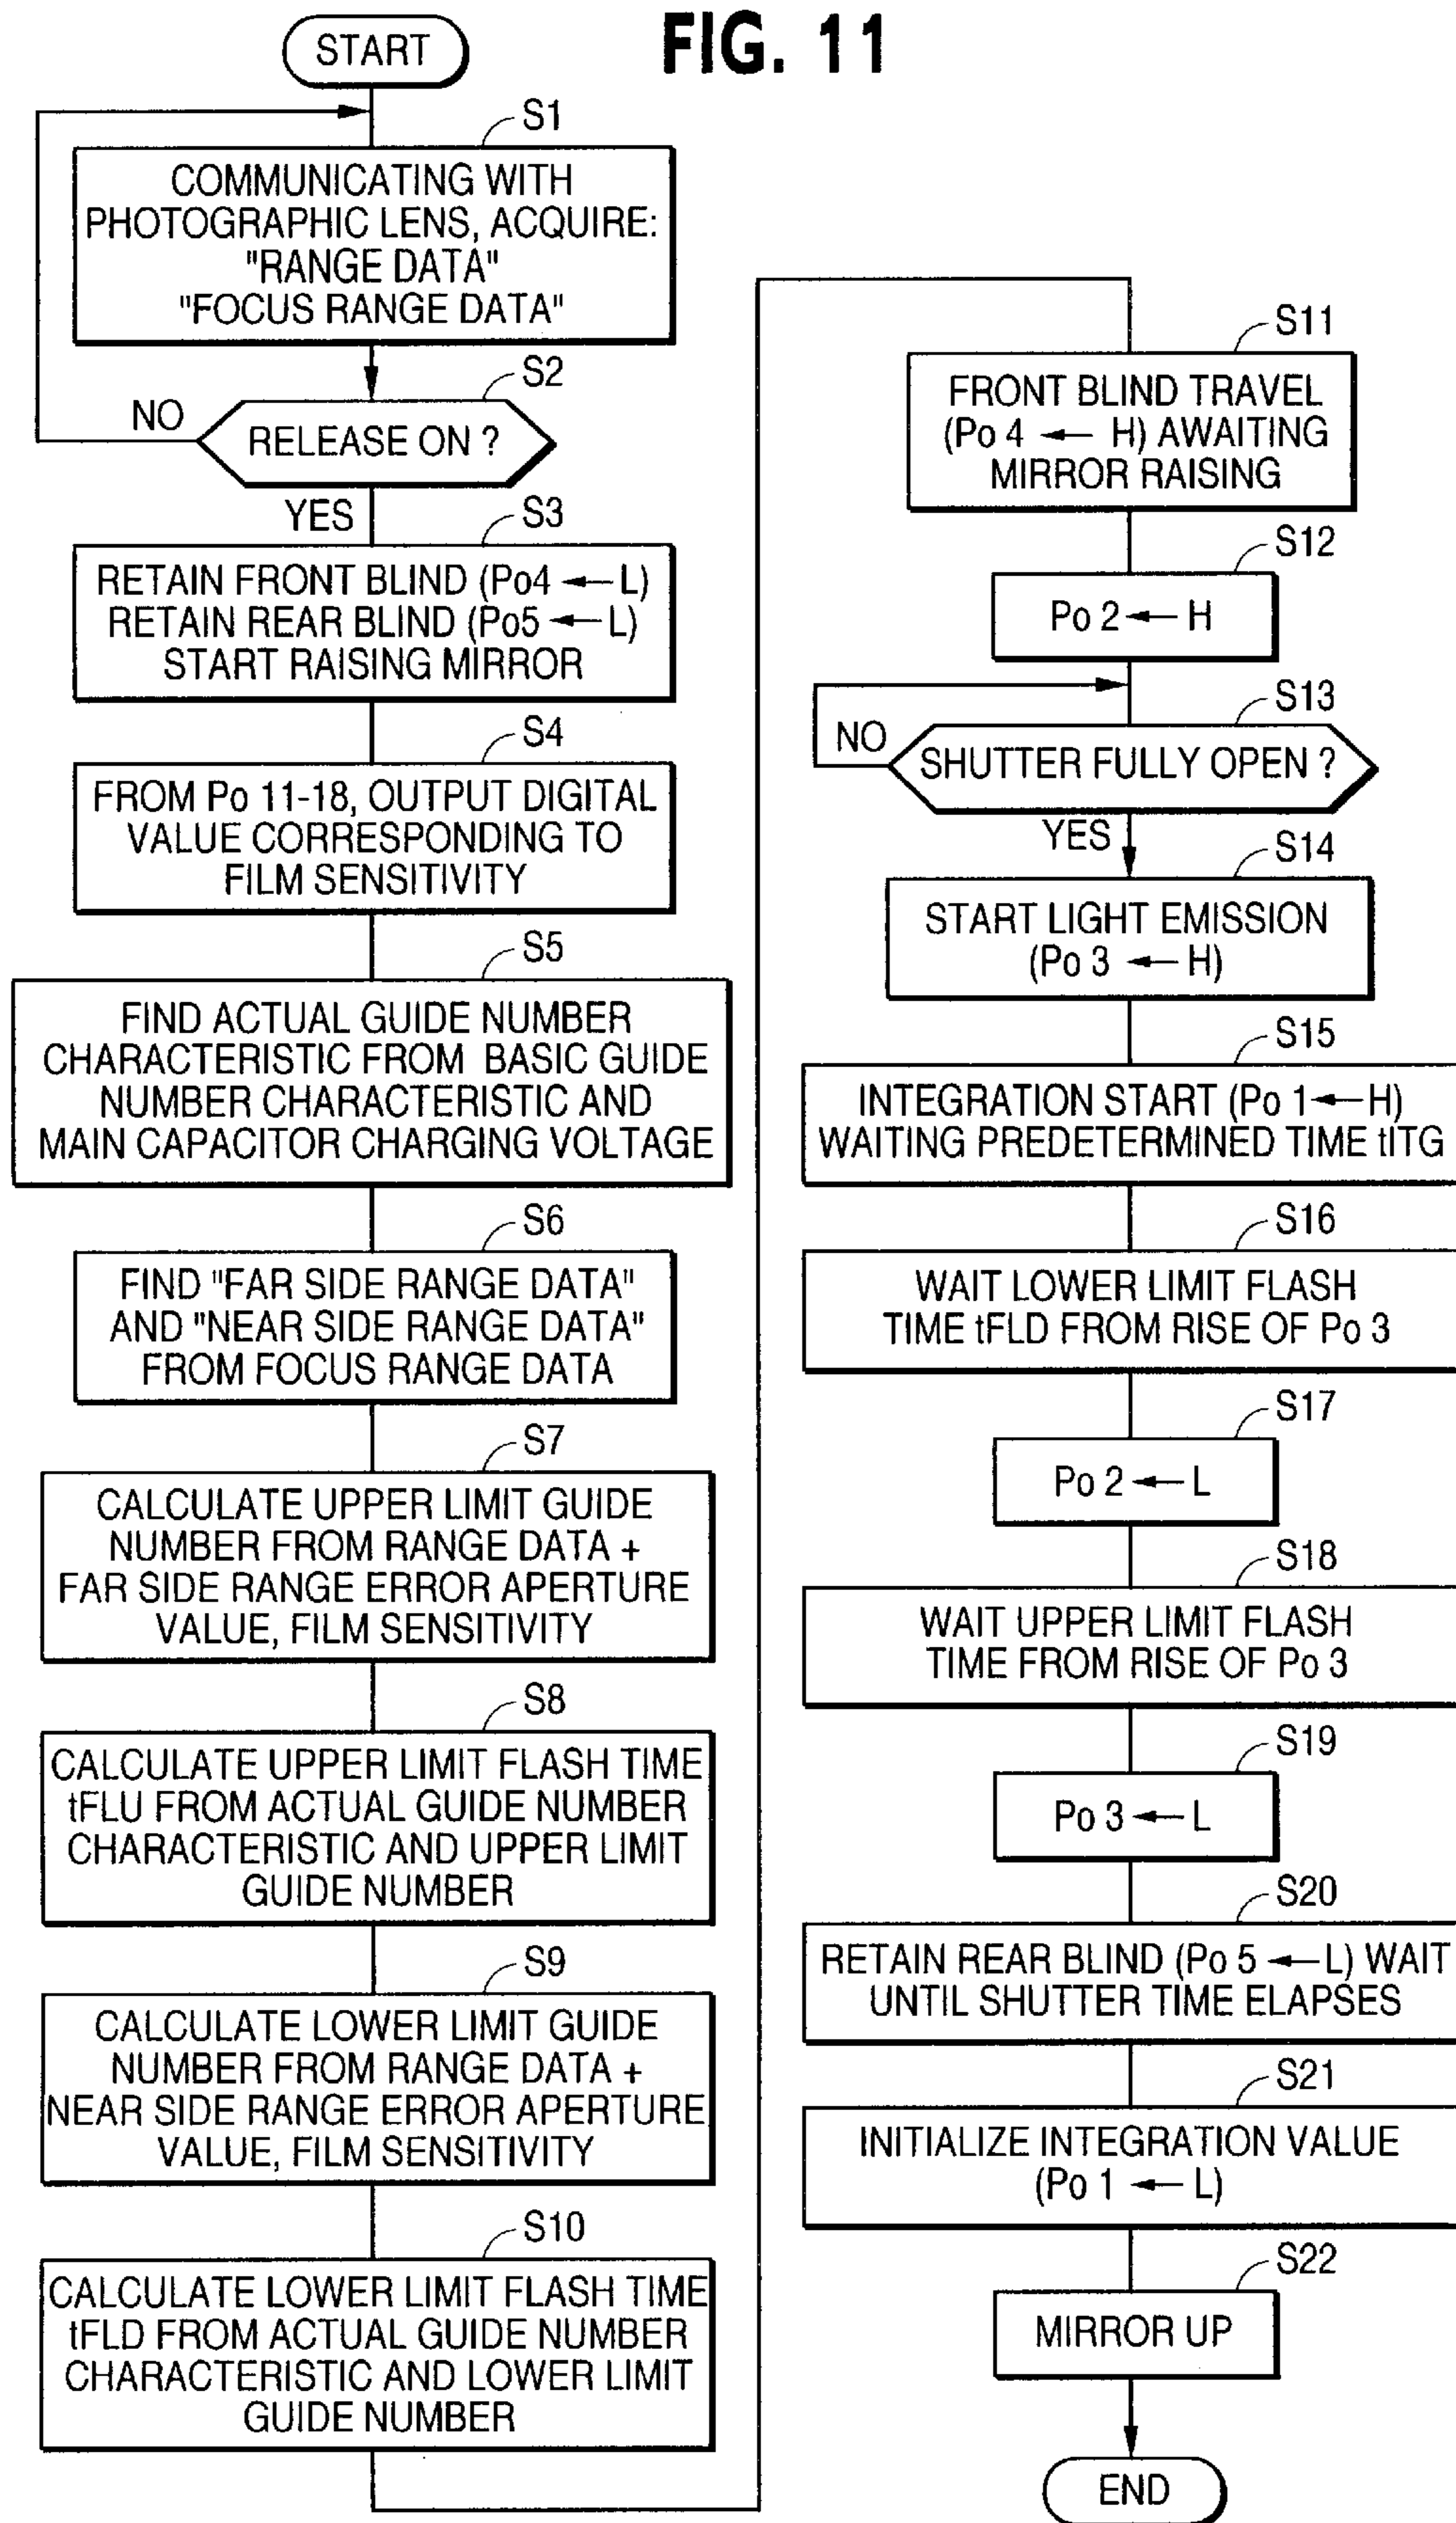 FIG. 11
START
S1
COMMUNICATING WITH
PHOTOGRAPHIC LENS, ACQUIRE:
"RANGE DATA"
"FOCUS RANGE DATA"
S2
NO
RELEASE ON ?
YES
S3
RETAIN FRONT BLIND (Po4 ← L)
RETAIN REAR BLIND (Po5 ← L)
START RAISING MIRROR
S4
FROM Po 11-18, OUTPUT DIGITAL
VALUE CORRESPONDING TO
FILM SENSITIVITY
S5
FIND ACTUAL GUIDE NUMBER
CHARACTERISTIC FROM BASIC GUIDE
NUMBER CHARACTERISTIC AND
MAIN CAPACITOR CHARGING VOLTAGE
S6
FIND "FAR SIDE RANGE DATA"
AND "NEAR SIDE RANGE DATA"
FROM FOCUS RANGE DATA
S7
CALCULATE UPPER LIMIT GUIDE
NUMBER FROM RANGE DATA +
FAR SIDE RANGE ERROR APERTURE
VALUE, FILM SENSITIVITY
S8
CALCULATE UPPER LIMIT FLASH TIME
tFLU FROM ACTUAL GUIDE NUMBER
CHARACTERISTIC AND UPPER LIMIT
GUIDE NUMBER
S9
CALCULATE LOWER LIMIT GUIDE
NUMBER FROM RANGE DATA +
NEAR SIDE RANGE ERROR APERTURE
VALUE, FILM SENSITIVITY
S10
CALCULATE LOWER LIMIT FLASH TIME
tFLD FROM ACTUAL GUIDE NUMBER
CHARACTERISTIC AND LOWER LIMIT
GUIDE NUMBER
S11
FRONT BLIND TRAVEL
(Po 4 ← H) AWAITING
MIRROR RAISING
S12
Po 2 ← H
S13
NO
SHUTTER FULLY OPEN ?
YES
S14
START LIGHT EMISSION
(Po 3 ← H)
S15
INTEGRATION START (Po 1 ← H)
WAITING PREDETERMINED TIME tITG
S16
WAIT LOWER LIMIT FLASH
TIME tFLD FROM RISE OF Po 3
S17
Po 2 ← L
S18
WAIT UPPER LIMIT FLASH
TIME FROM RISE OF Po 3
S19
Po 3 ← L
S20
RETAIN REAR BLIND (Po 5 ← L) WAIT
UNTIL SHUTTER TIME ELAPSES
S21
INITIALIZE INTEGRATION VALUE
(Po 1 ← L)
S22
MIRROR UP
END